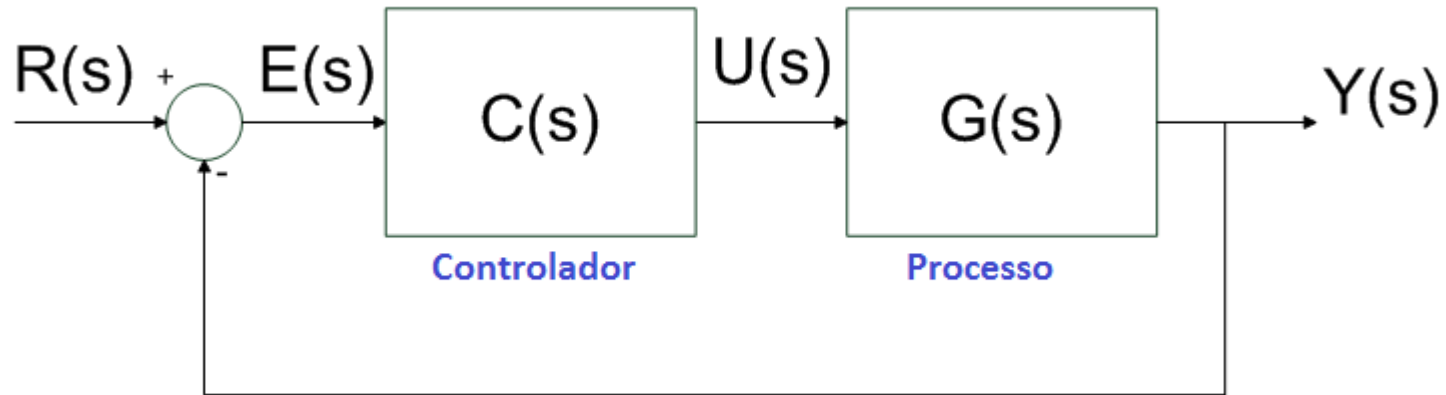 R(s)
+
E(s)
C(s)
U(s)
G(s)
Y(s)
-
Controlador
Processo